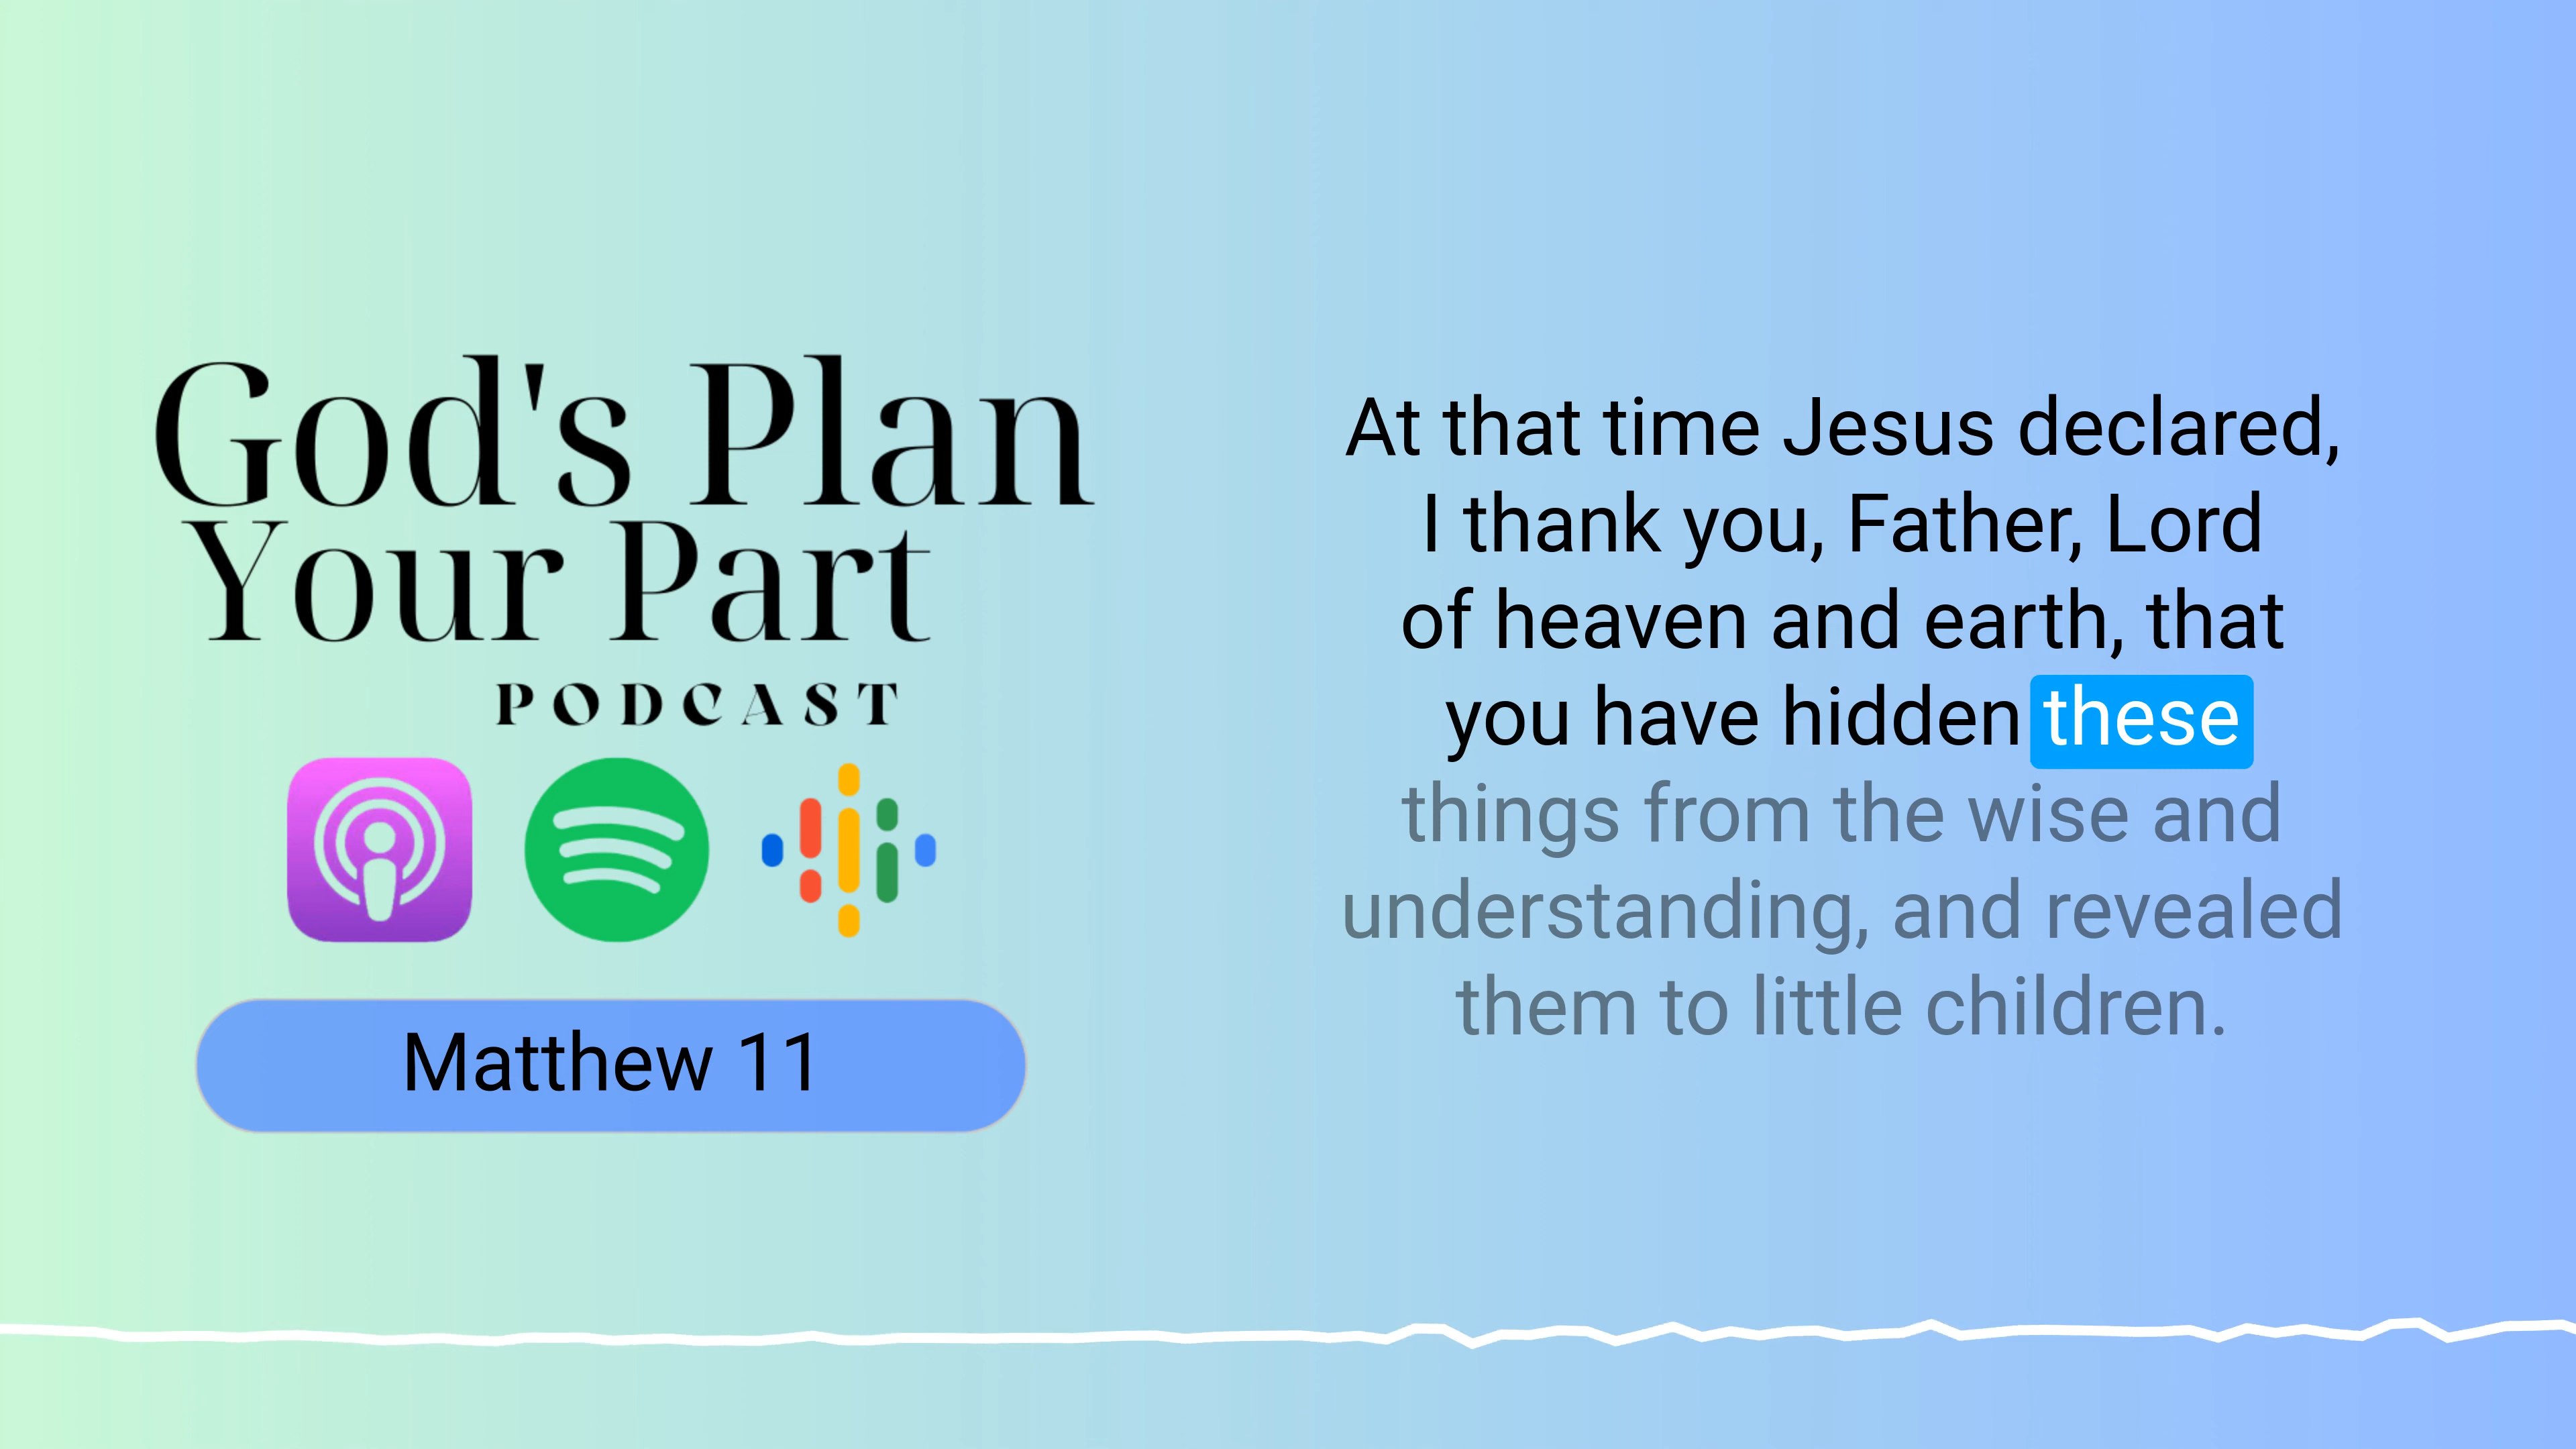 God's Plan
Your Part
PODCAST
Matthew 11
At that time Jesus declared,
I thank you, Father, Lord
of heaven and earth, that
you have hidden these
things from the wise and
understanding, and revealed
them to little children.